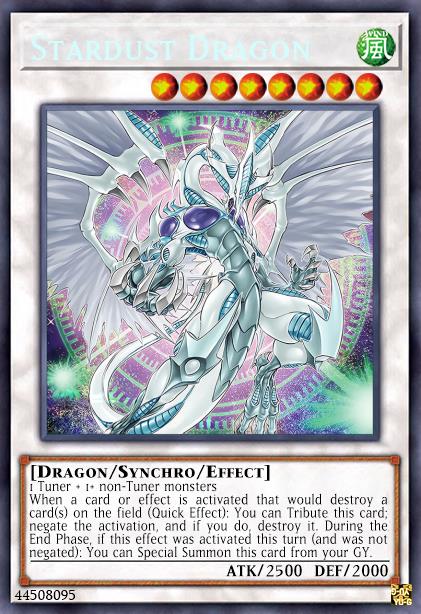 Stardust Dragon
WIND
風
[Dragon/Synchro/Effect]
1 Tuner + 1+ non-Tuner monsters
When a card or effect is activated that would destroy a
card(s) on the field (Quick Effect): You can Tribute this card;
negate the activation, and if you do, destroy it. During the
End Phase, if this effect was activated this turn (and was not
negated): You can Special Summon this card from your GY.
ATK/2500 DEF/2000
44508095